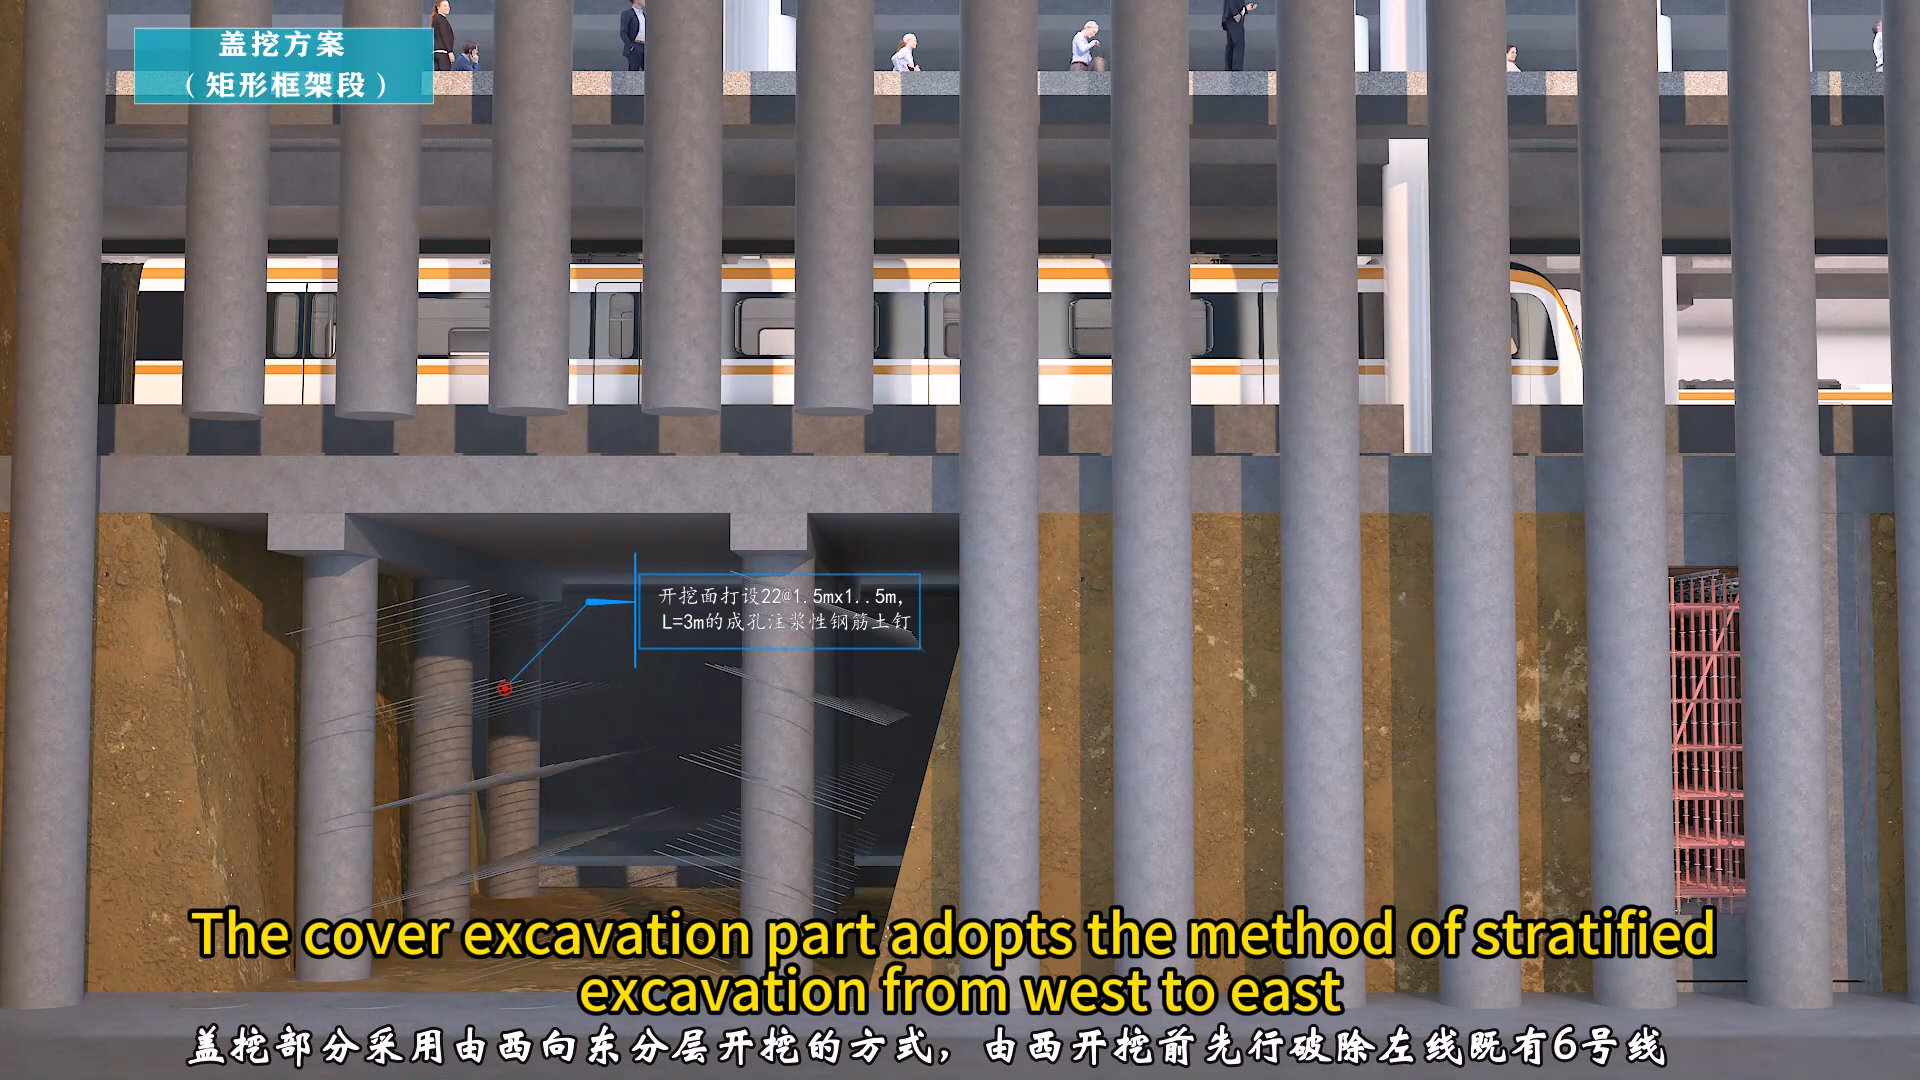 盖挖方案
（矩形框架段）
开挖面打设22@1.5mx1..5m,
L=3m的成孔注浆性钢筋土钉
The cover excavation part adopts the method of stratified
excavation from west to east
盖挖部分采用由西向东分层开挖的方式，由西开挖前先行破除左线既有6号线